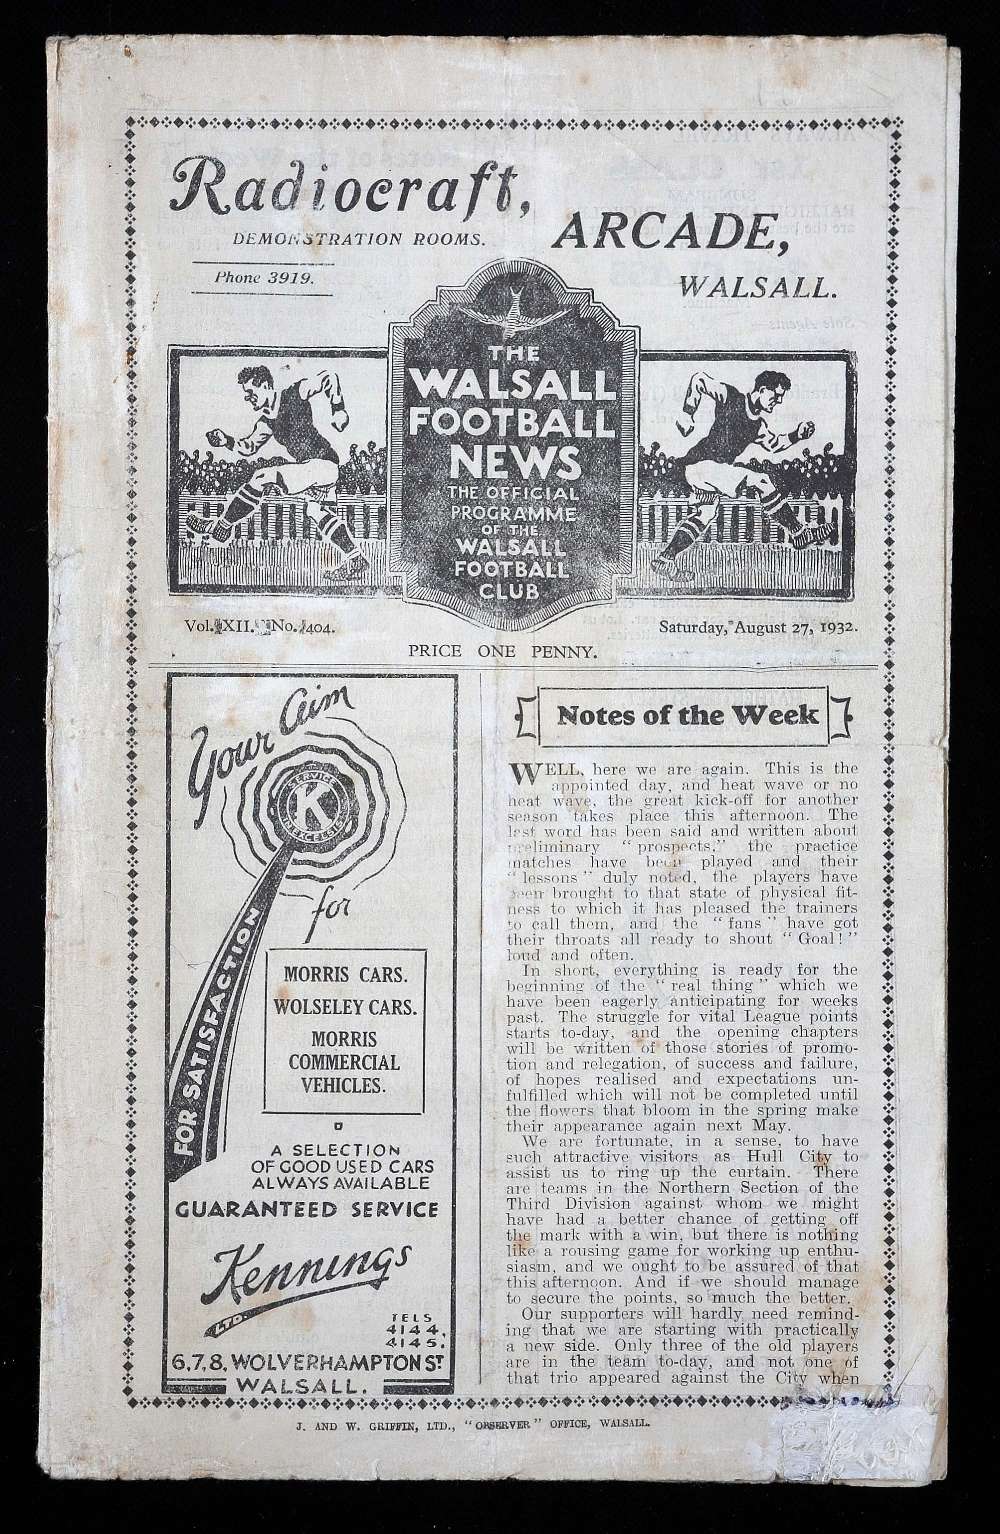 Radiocraft,
DEMONSTRATION ROOMS.
ARCADE,
Phone 3919.
WALSALL.
THE
WALSALL
FOOTBALL
NEWS
THE OFFICIAL
PROGRAMME
OF THE
WALSALL
FOOTBALL
CLUB
Vol. XII. No. 404.
Saturday, August 27, 1932.
PRICE ONE PENNY.
Your Aim
SERVICE
K
EXCELSIS
for
FOR SATISFACTION
MORRIS CARS.
WOLSELEY CARS.
MORRIS
COMMERCIAL
VEHICLES.
A SELECTION
OF GOOD USED CARS
ALWAYS AVAILABLE
GUARANTEED SERVICE
Kennings
LTD.
TELS
4144,
4145.
6,7,8, WOLVERHAMPTON ST
WALSALL.
Notes of the Week
WELL, here we are again. This is the
appointed day, and heat wave or no
heat wave, the great kick-off for another
season takes place this afternoon. The
last word has been said and written about
preliminary "prospects," the practice
matches have been played and their
"lessons" duly noted, the players have
been brought to that state of physical fit-
ness to which it has pleased the trainers
to call them, and the "fans" have got
their throats all ready to shout "Goal!"
loud and often.
In short, everything is ready for the
beginning of the "real thing" which we
have been eagerly anticipating for weeks
past. The struggle for vital League points
starts to-day, and the opening chapters
will be written of those stories of promo-
tion and relegation, of success and failure,
of hopes realised and expectations un-
fulfilled which will not be completed until
the flowers that bloom in the spring make
their appearance again next May.
We are fortunate, in a sense, to have
such attractive visitors as Hull City to
assist us to ring up the curtain. There
are teams in the Northern Section of the
Third Division against whom we might
have had a better chance of getting off
the mark with a win, but there is nothing
like a rousing game for working up enthu-
siasm, and we ought to be assured of that
this afternoon. And if we should manage
to secure the points, so much the better.
Our supporters will hardly need remind-
ing that we are starting with practically
a new side. Only three of the old players
are in the team to-day, and not one of
that trio appeared against the City when
J. AND W. GRIFFIN, LTD., "OBSERVER" OFFICE, WALSALL.